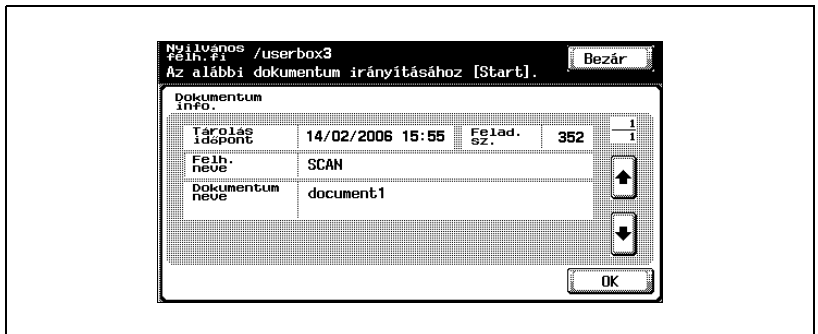 Nyilvános félh.fi /userbox3
Bezár
Az alábbi dokumentum irányításához [Start].
Dokumentum info.
Tárolás időpont 14/02/2006 15:55 Felad. sz. 352 1/1
Felh. neve SCAN
Dokumentum neve document1
OK